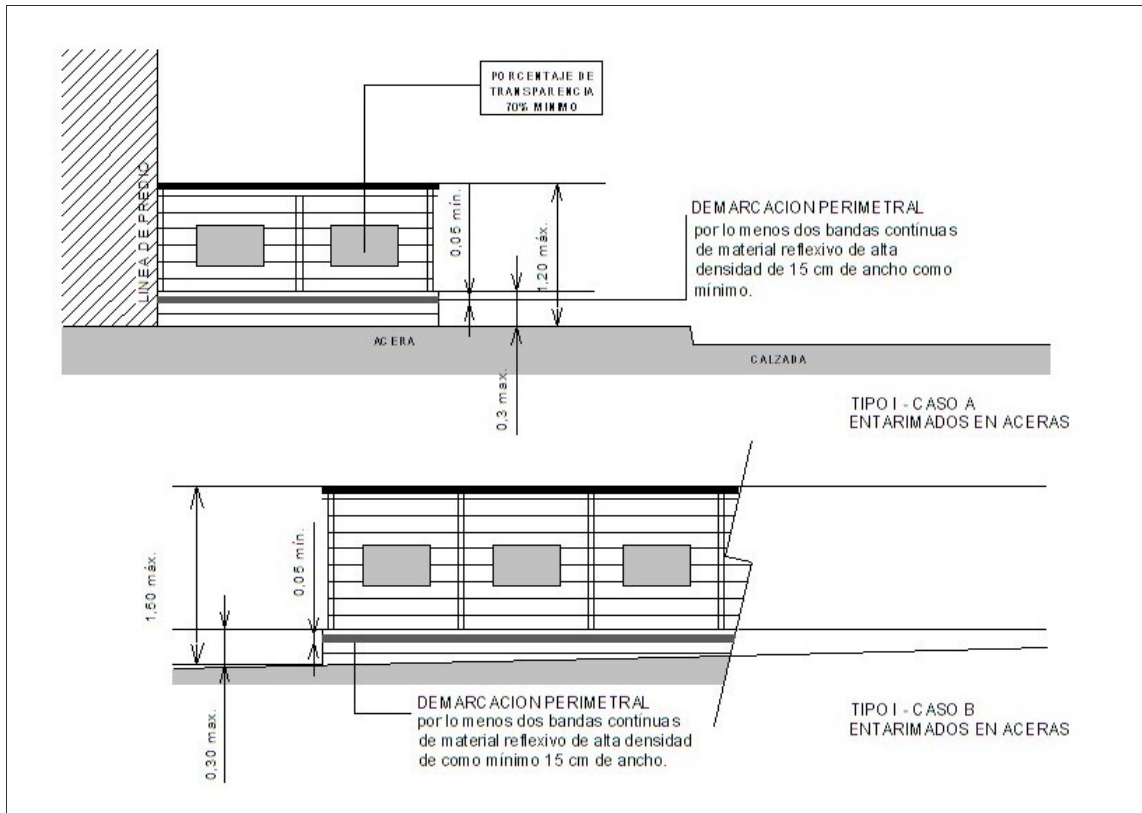 PORCENTAJE DE
TRANSPARENCIA
70% MINIMO
LINEA DE PREDIO
0,05 mín.
1,20 máx.
DEMARCACION PERIMETRAL
por lo menos dos bandas contínuas
de material reflexivo de alta
densidad de 15 cm de ancho como
mínimo.
ACERA
CALZADA
0,3 max.
TIPO I - CASO A
ENTARIMADOS EN ACERAS
1,50 máx.
0,05 mín.
0,30 max.
DEMARCACION PERIMETRAL
por lo menos dos bandas contínuas
de material reflexivo de alta densidad
de como mínimo 15 cm de ancho.
TIPO I - CASO B
ENTARIMADOS EN ACERAS